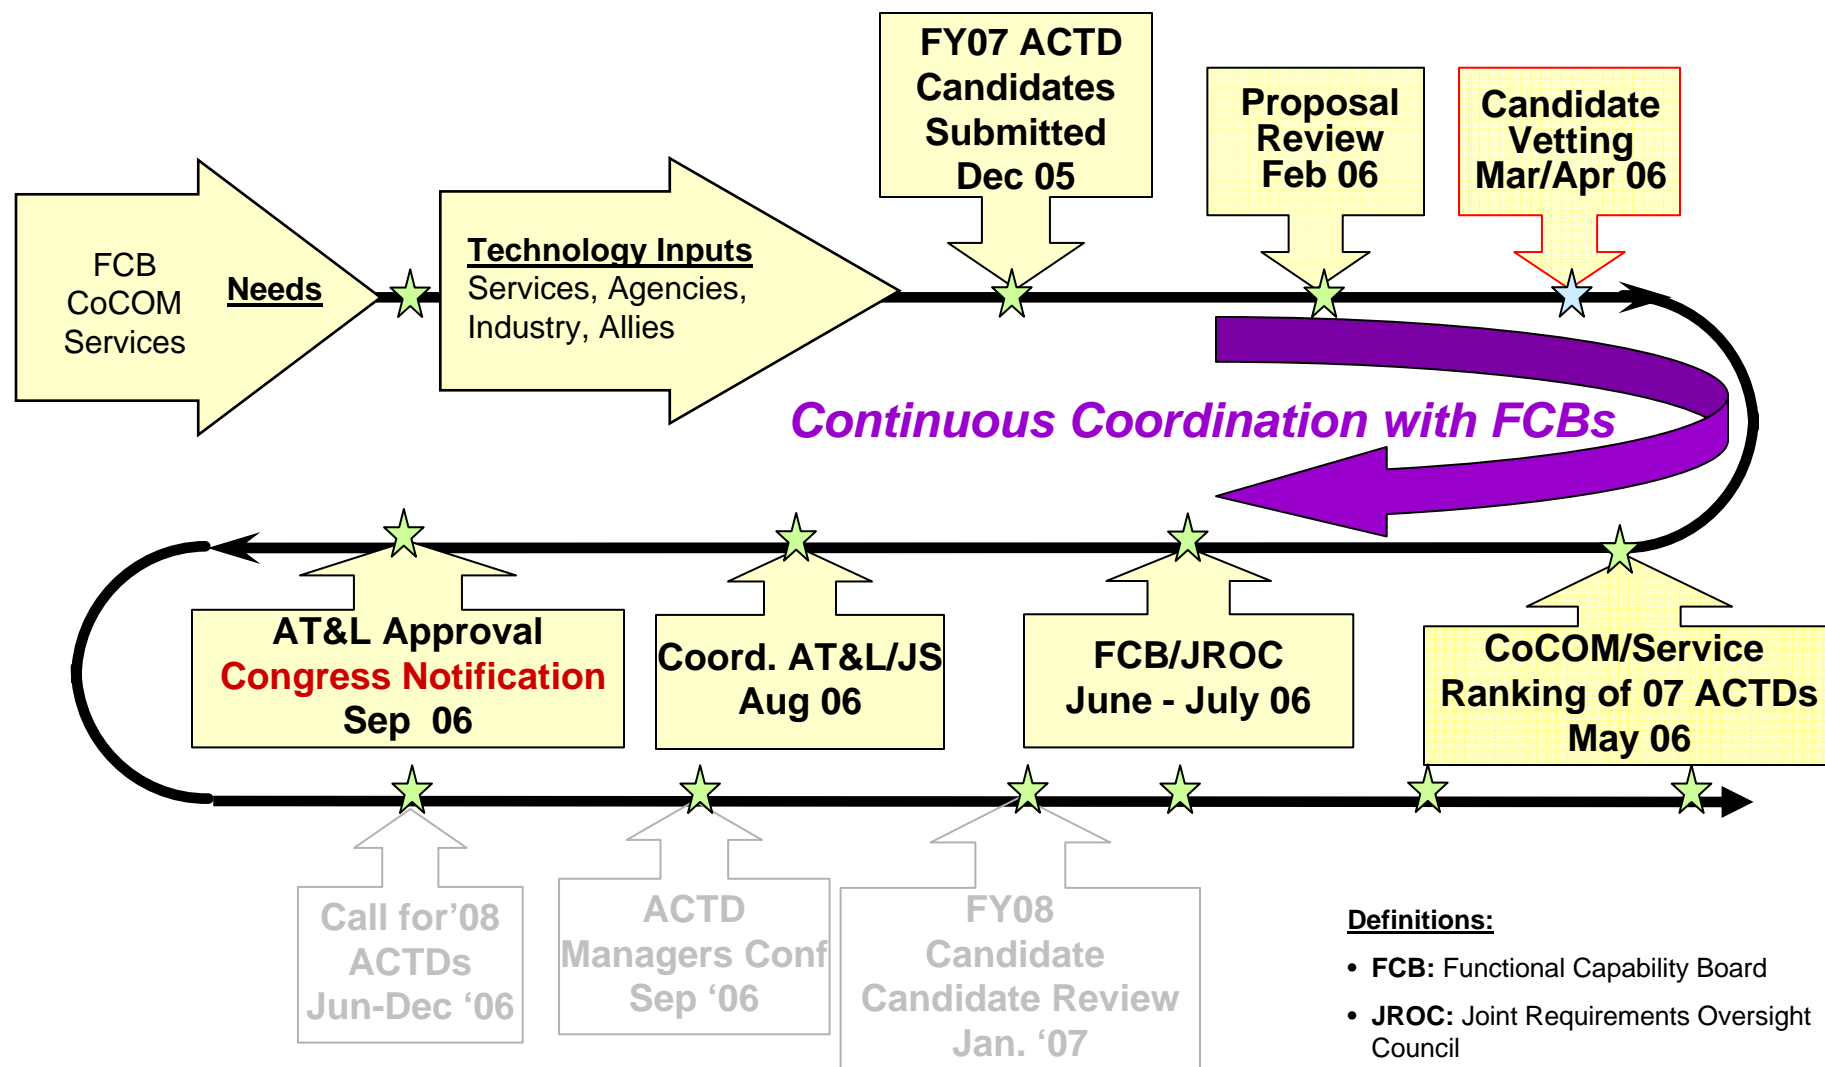 FY07 ACTD
Candidates
Submitted
Dec 05
Proposal
Review
Feb 06
Candidate
Vetting
Mar/Apr 06
FCB
CoCOM
Services
Needs
Technology Inputs
Services, Agencies,
Industry, Allies
Continuous Coordination with FCBs
AT&L Approval
Congress Notification
Sep 06
Coord. AT&L/JS
Aug 06
FCB/JROC
June - July 06
CoCOM/Service
Ranking of 07 ACTDs
May 06
Call for’08
ACTDs
Jun-Dec ‘06
ACTD
Managers Conf
Sep ‘06
FY08
Candidate
Candidate Review
Jan. ‘07
Definitions:
• FCB: Functional Capability Board
• JROC: Joint Requirements Oversight
Council